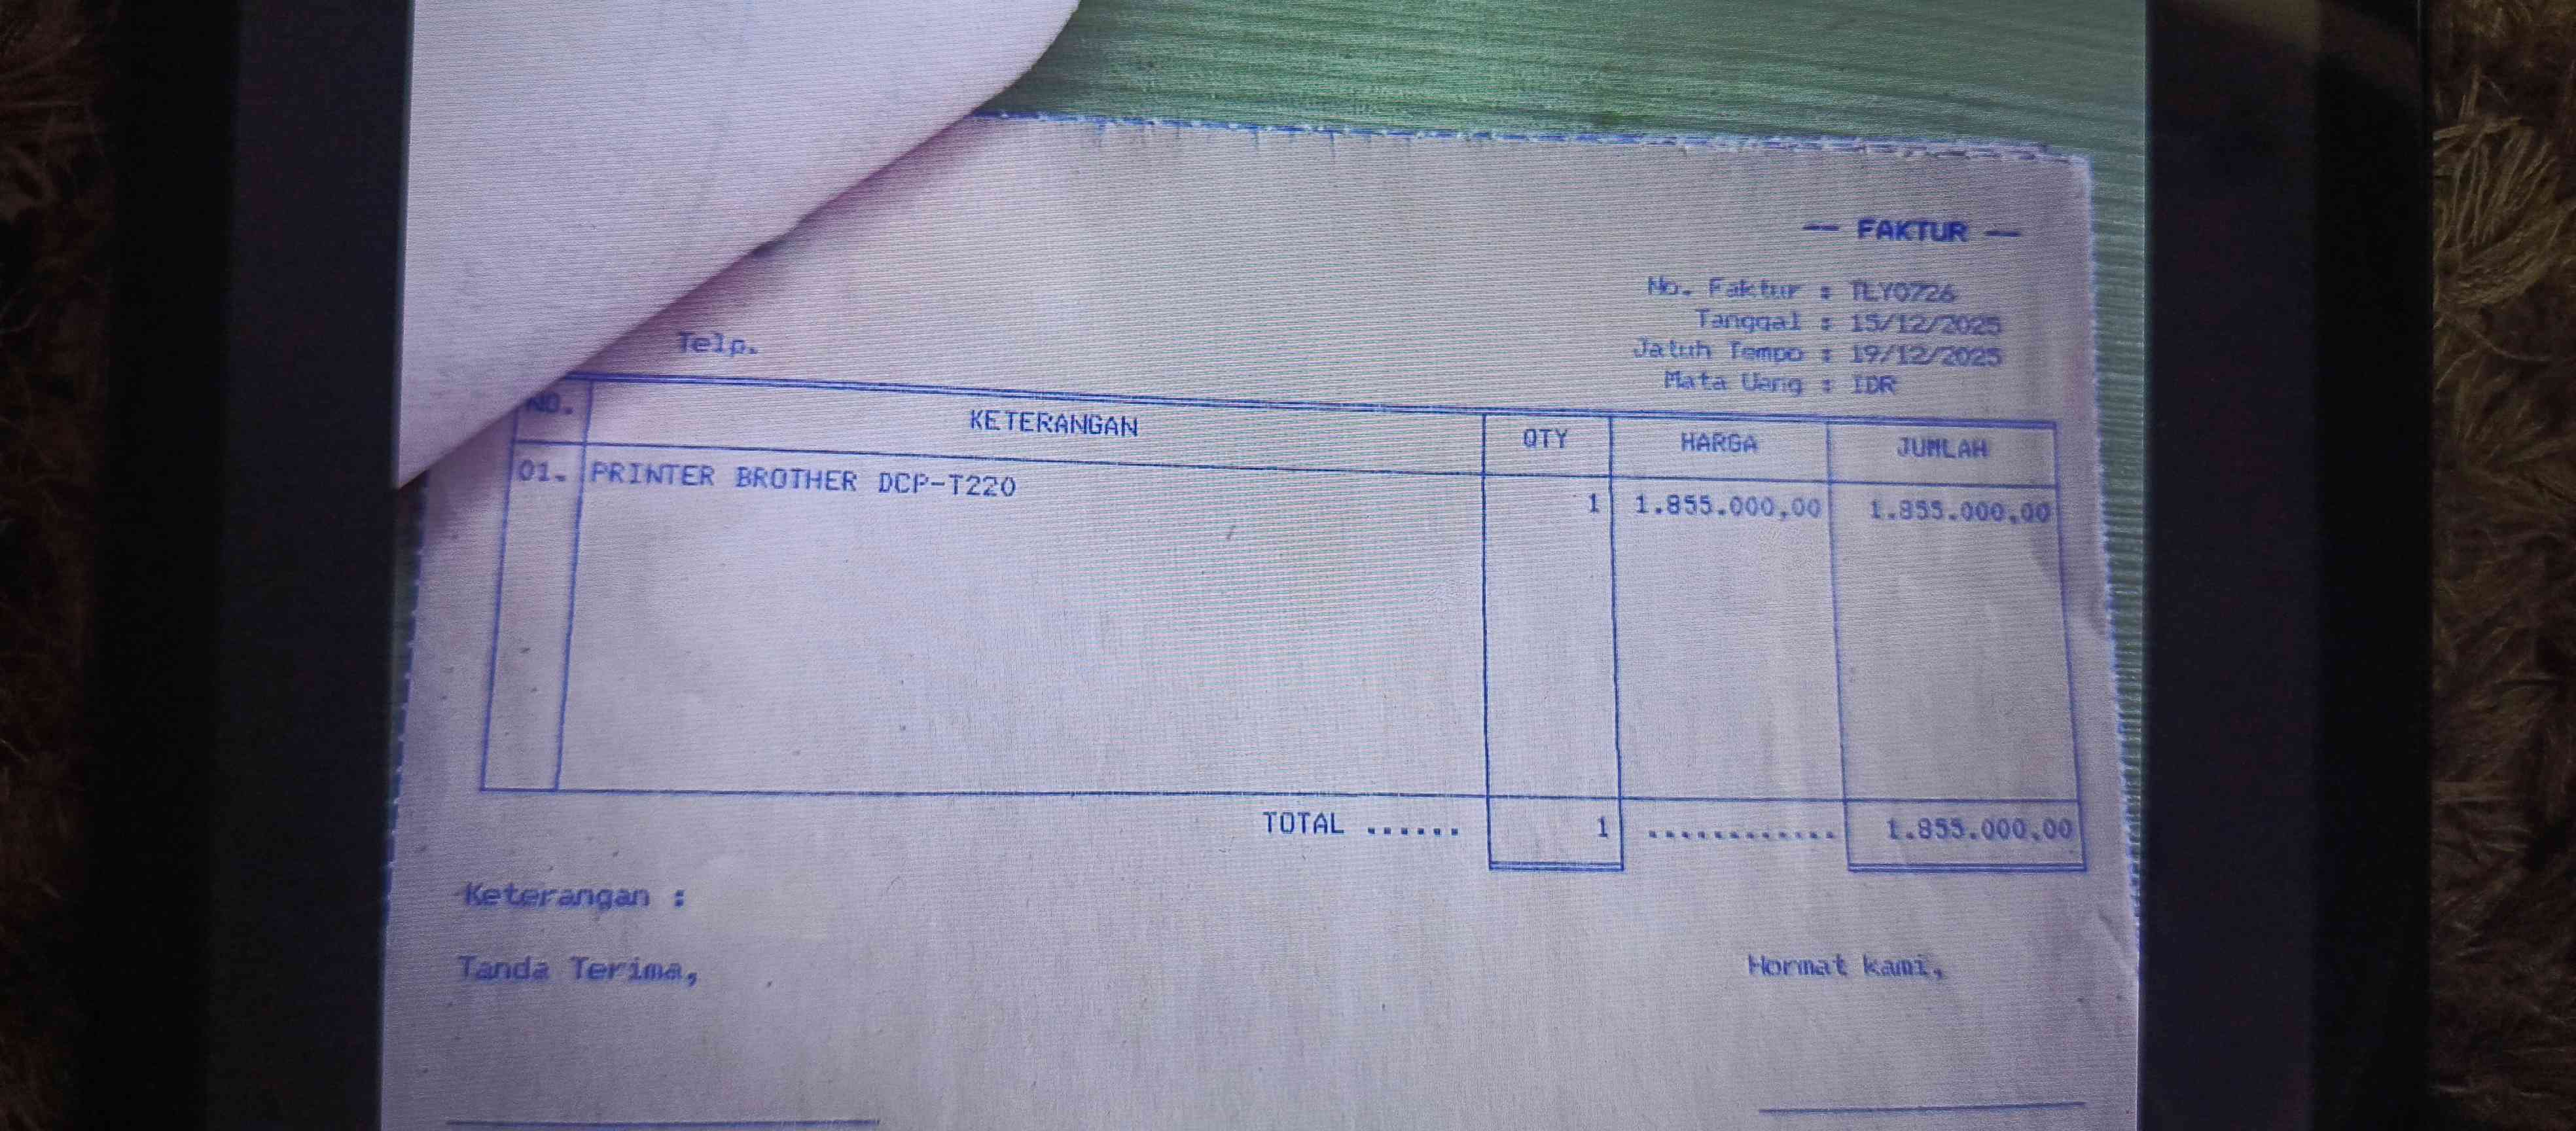 -- FAKTUR --
No. Faktur : TLY0726
Tanggal : 15/12/2025
Telp.
Jatuh Tempo : 19/12/2025
Mata Uang : IDR
NO. KETERANGAN QTY HARGA JUMLAH
01. PRINTER BROTHER DCP-T220 1 1.855.000,00 1.855.000,00
TOTAL ...... 1 ............ 1.855.000,00
Keterangan :
Tanda Terima, Hormat kami,